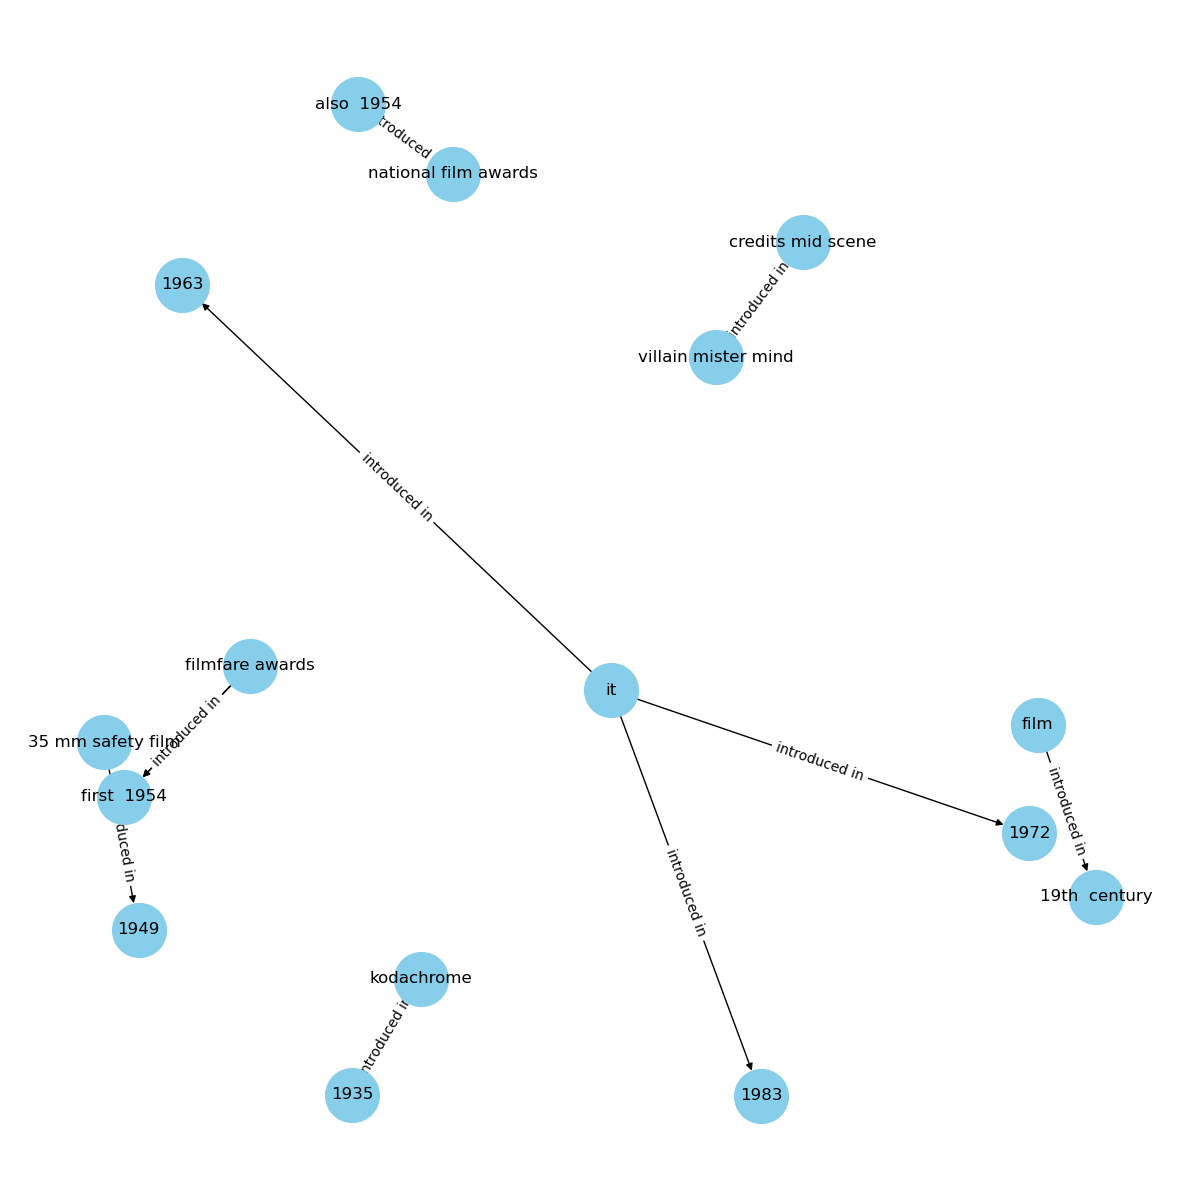 also  1954
troduced
national film awards
credits mid scene
introduced in
villain mister mind
1963
introduced in
filmfare awards
introduced in
35 mm safety film
first  1954
duced in
1949
it
introduced in
introduced in
film
introduced in
1972
19th  century
kodachrome
ntroduced in
1935
1983